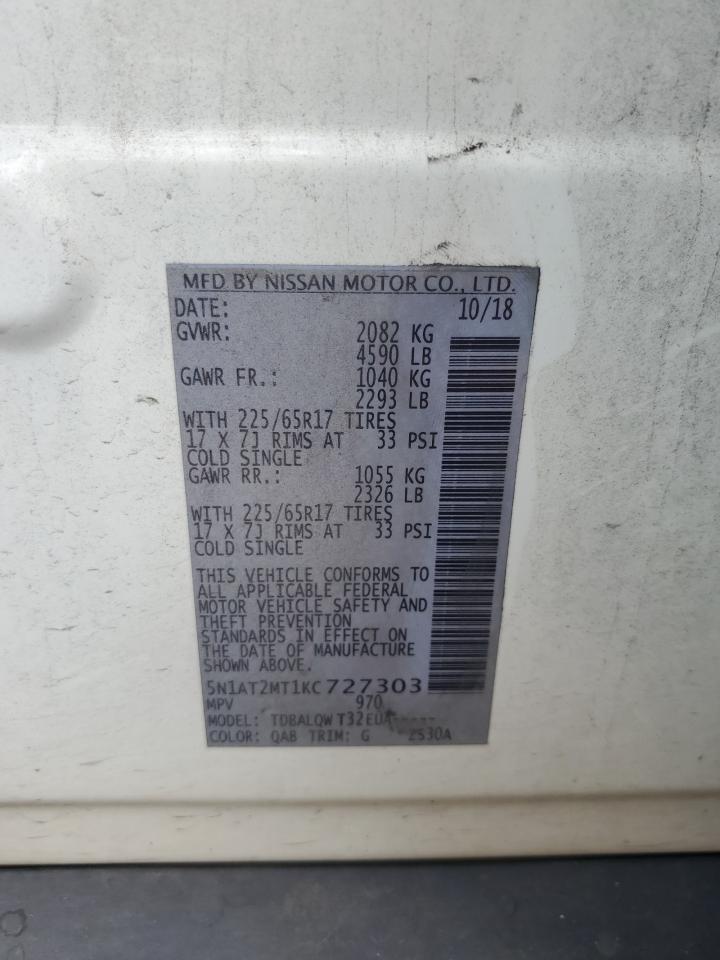 MFD BY NISSAN MOTOR CO., LTD.
DATE: 10/18
GVWR: 2082 KG
4590 LB
GAWR FR.: 1040 KG
2293 LB
WITH 225/65R17 TIRES
17 X 7J RIMS AT 33 PSI
COLD SINGLE
GAWR RR.: 1055 KG
2326 LB
WITH 225/65R17 TIRES
17 X 7J RIMS AT 33 PSI
COLD SINGLE
THIS VEHICLE CONFORMS TO
ALL APPLICABLE FEDERAL
MOTOR VEHICLE SAFETY AND
THEFT PREVENTION
STANDARDS IN EFFECT ON
THE DATE OF MANUFACTURE
SHOWN ABOVE.
5N1AT2MT1KC727303
MPV 970
MODEL: TDBALQW T32EUA-----
COLOR: QAB TRIM: G 2S30A